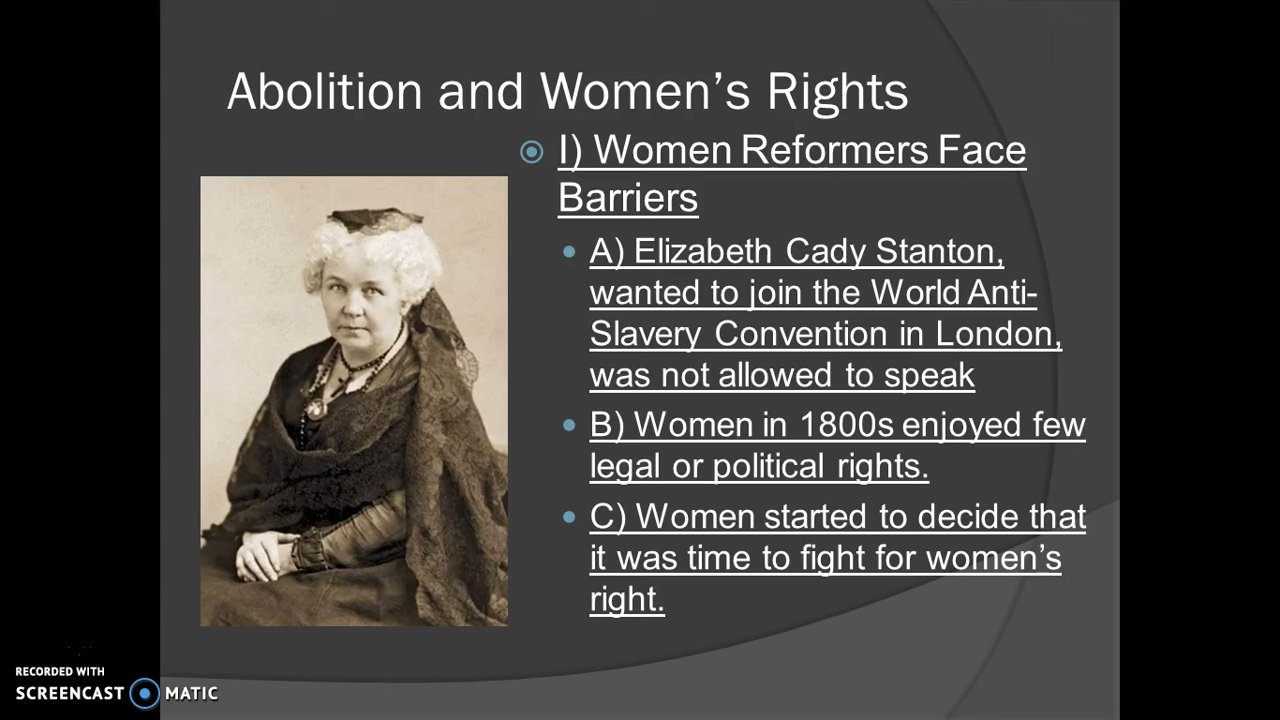 Abolition and Women's Rights
I) Women Reformers Face
Barriers
A) Elizabeth Cady Stanton,
wanted to join the World Anti-
Slavery Convention in London,
was not allowed to speak
B) Women in 1800s enjoyed few
legal or political rights.
C) Women started to decide that
it was time to fight for women's
right.
RECORDED WITH
SCREENCAST MATIC